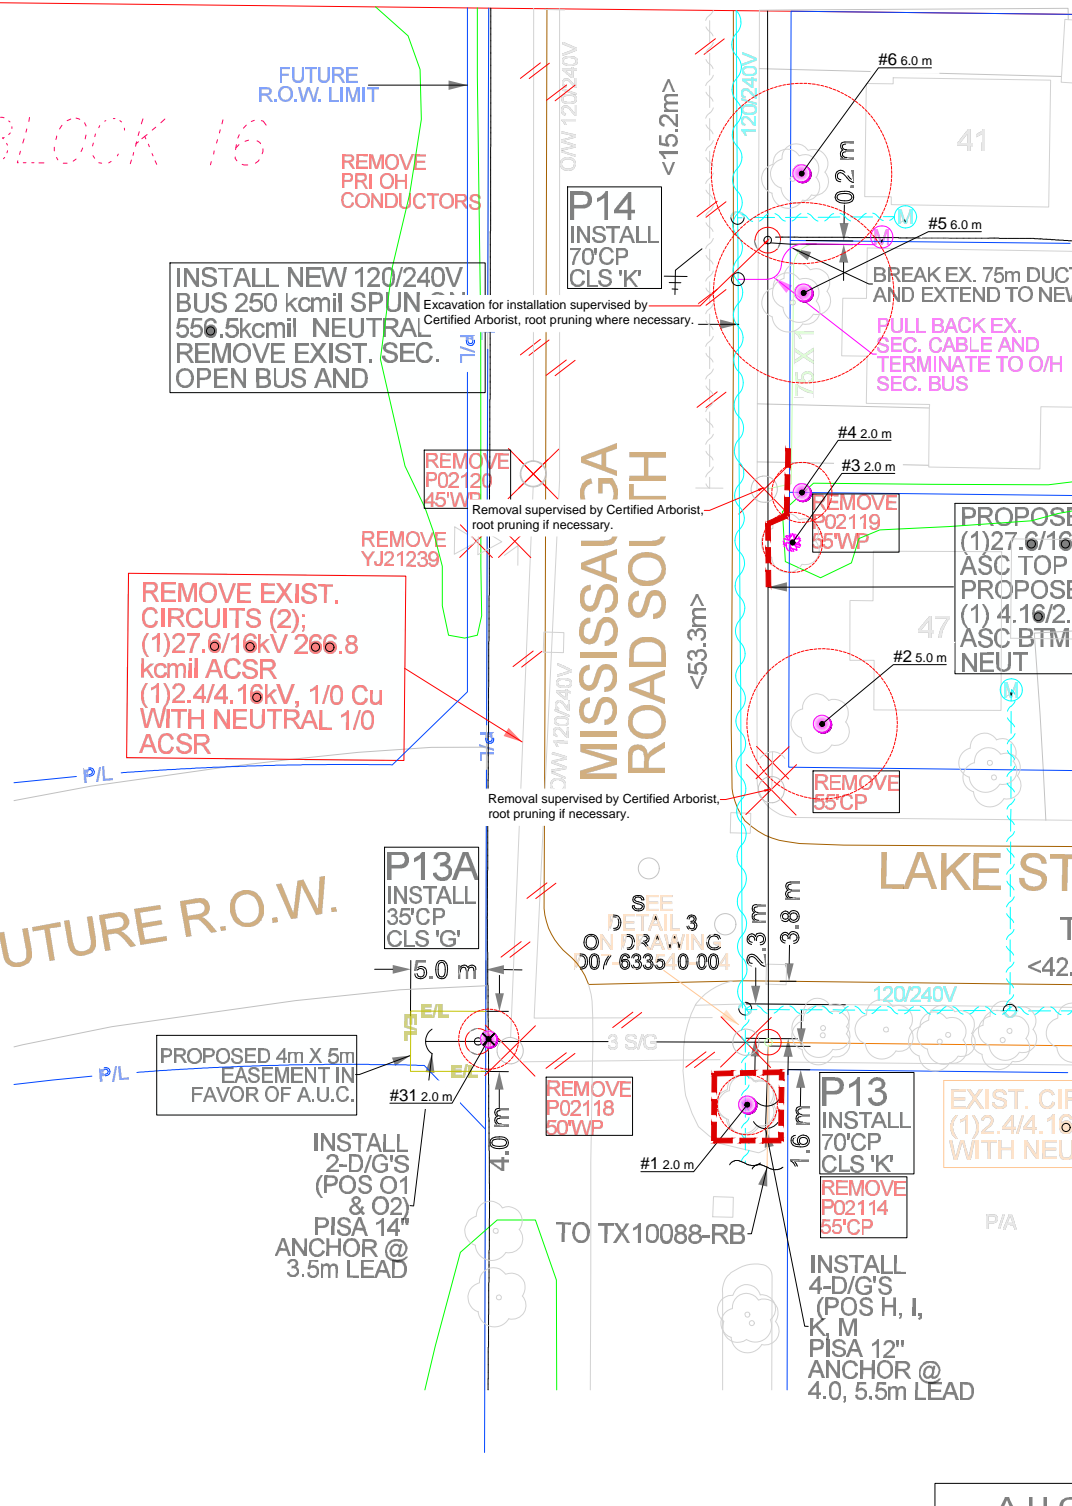 #6 6.0 m
FUTURE
R.O.W. LIMIT
BLOCK 16
REMOVE
PRI OH
CONDUCTORS
O/W 120/240V
<15.2m>
120/240V
41
0.2 m
P14
INSTALL
70'CP
CLS 'K'
M
M
#5 6.0 m
BREAK EX. 75m DUCT
AND EXTEND TO NEW
PULL BACK EX.
SEC. CABLE AND
TERMINATE TO O/H
SEC. BUS
75 X 1
INSTALL NEW 120/240V
BUS 250 kcmil SPUN ON
556.5kcmil NEUTRAL
REMOVE EXIST. SEC.
OPEN BUS AND
P/L
Excavation for installation supervised by
Certified Arborist, root pruning where necessary.
#4 2.0 m
#3 2.0 m
REMOVE
P02120
45'WP
Removal supervised by Certified Arborist,
root pruning if necessary.
REMOVE
P02119
55'WP
REMOVE
YJ21239
MISSISSAUGA
ROAD SOUTH
PROPOSE
(1)27.6/16
ASC TOP
PROPOSE
(1) 4.16/2.
ASC BTM
NEUT
REMOVE EXIST.
CIRCUITS (2);
(1)27.6/16kV 266.8
kcmil ACSR
(1)2.4/4.16kV, 1/0 Cu
WITH NEUTRAL 1/0
ACSR
<53.3m>
47
#2 5.0 m
M
O/W 120/240V
P/L
P/L
REMOVE
55'CP
Removal supervised by Certified Arborist,
root pruning if necessary.
P13A
INSTALL
35'CP
CLS 'G'
LAKE ST
UTURE R.O.W.
SEE
DETAIL 3
ON DRAWING
2.3 m
3.8 m
<42.
5.0 m
120/240V
E/L
E/L
E/L
3 S/G
PROPOSED 4m X 5m
EASEMENT IN
FAVOR OF A.U.C.
P/L
#31 2.0 m
4.0 m
REMOVE
P02118
50'WP
#1 2.0 m
1.6 m
P13
INSTALL
70'CP
CLS 'K'
REMOVE
P02114
55'CP
EXIST. CIR
(1)2.4/4.16
WITH NEU
P/A
INSTALL
2-D/G'S
(POS O1
& O2)
PISA 14"
ANCHOR @
3.5m LEAD
TO TX10088-RB
INSTALL
4-D/G'S
(POS H, I,
K, M
PISA 12"
ANCHOR @
4.0, 5.5m LEAD